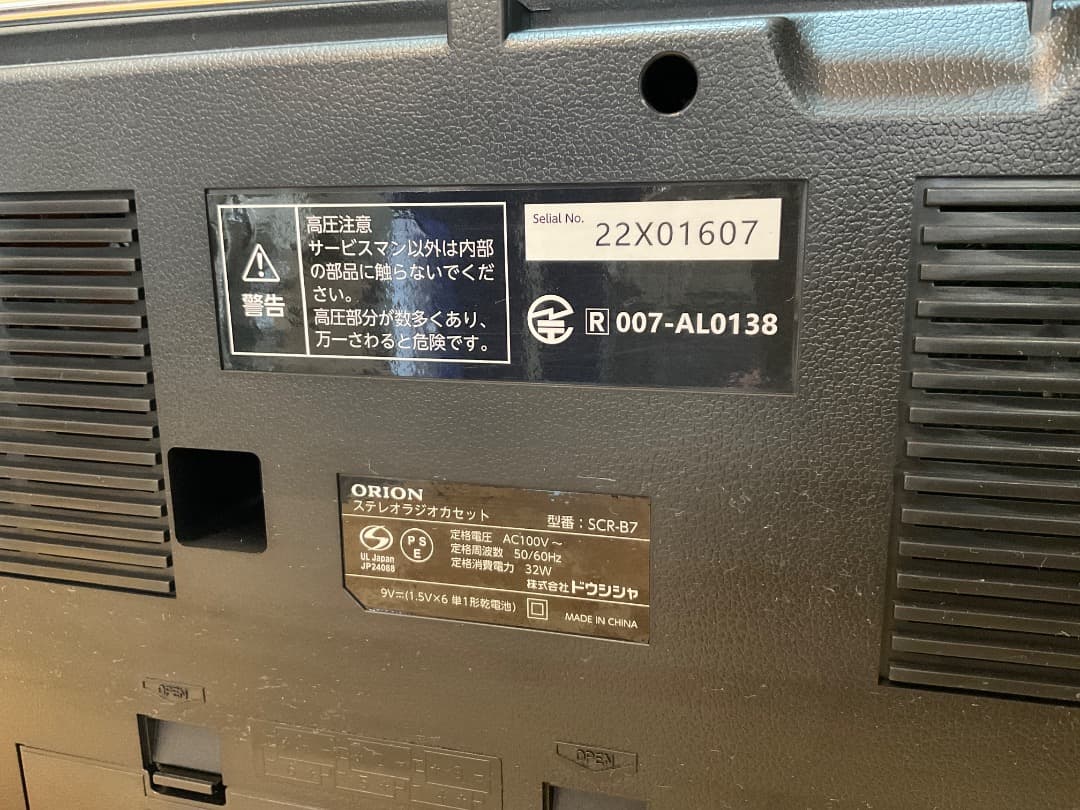 警告
高圧注意
サービスマン以外は内部
の部品に触らないでくだ
さい。
高圧部分が数多くあり、
万一さわると危険です。
Selial No.
22X01607
R 007-AL0138
ORION
ステレオラジオカセット
型番：SCR-B7
UL Japan
JP24088
PS
E
定格電圧 AC100V～
定格周波数 50/60Hz
定格消費電力 32W
株式会社ドウシシャ
9V⎓(1.5V×6 単1形乾電池)
MADE IN CHINA
OPEN
OPEN